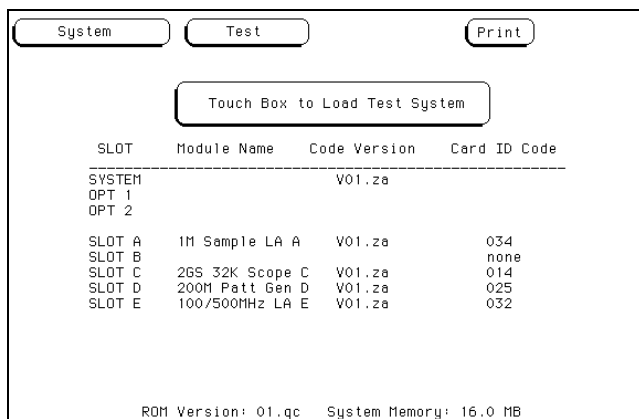 System Test Print
Touch Box to Load Test System
SLOT Module Name Code Version Card ID Code
SYSTEM V01.za
OPT 1
OPT 2
SLOT A 1M Sample LA A V01.za 034
SLOT B none
SLOT C 2GS 32K Scope C V01.za 014
SLOT D 200M Patt Gen D V01.za 025
SLOT E 100/500MHz LA E V01.za 032
ROM Version: 01.qc System Memory: 16.0 MB